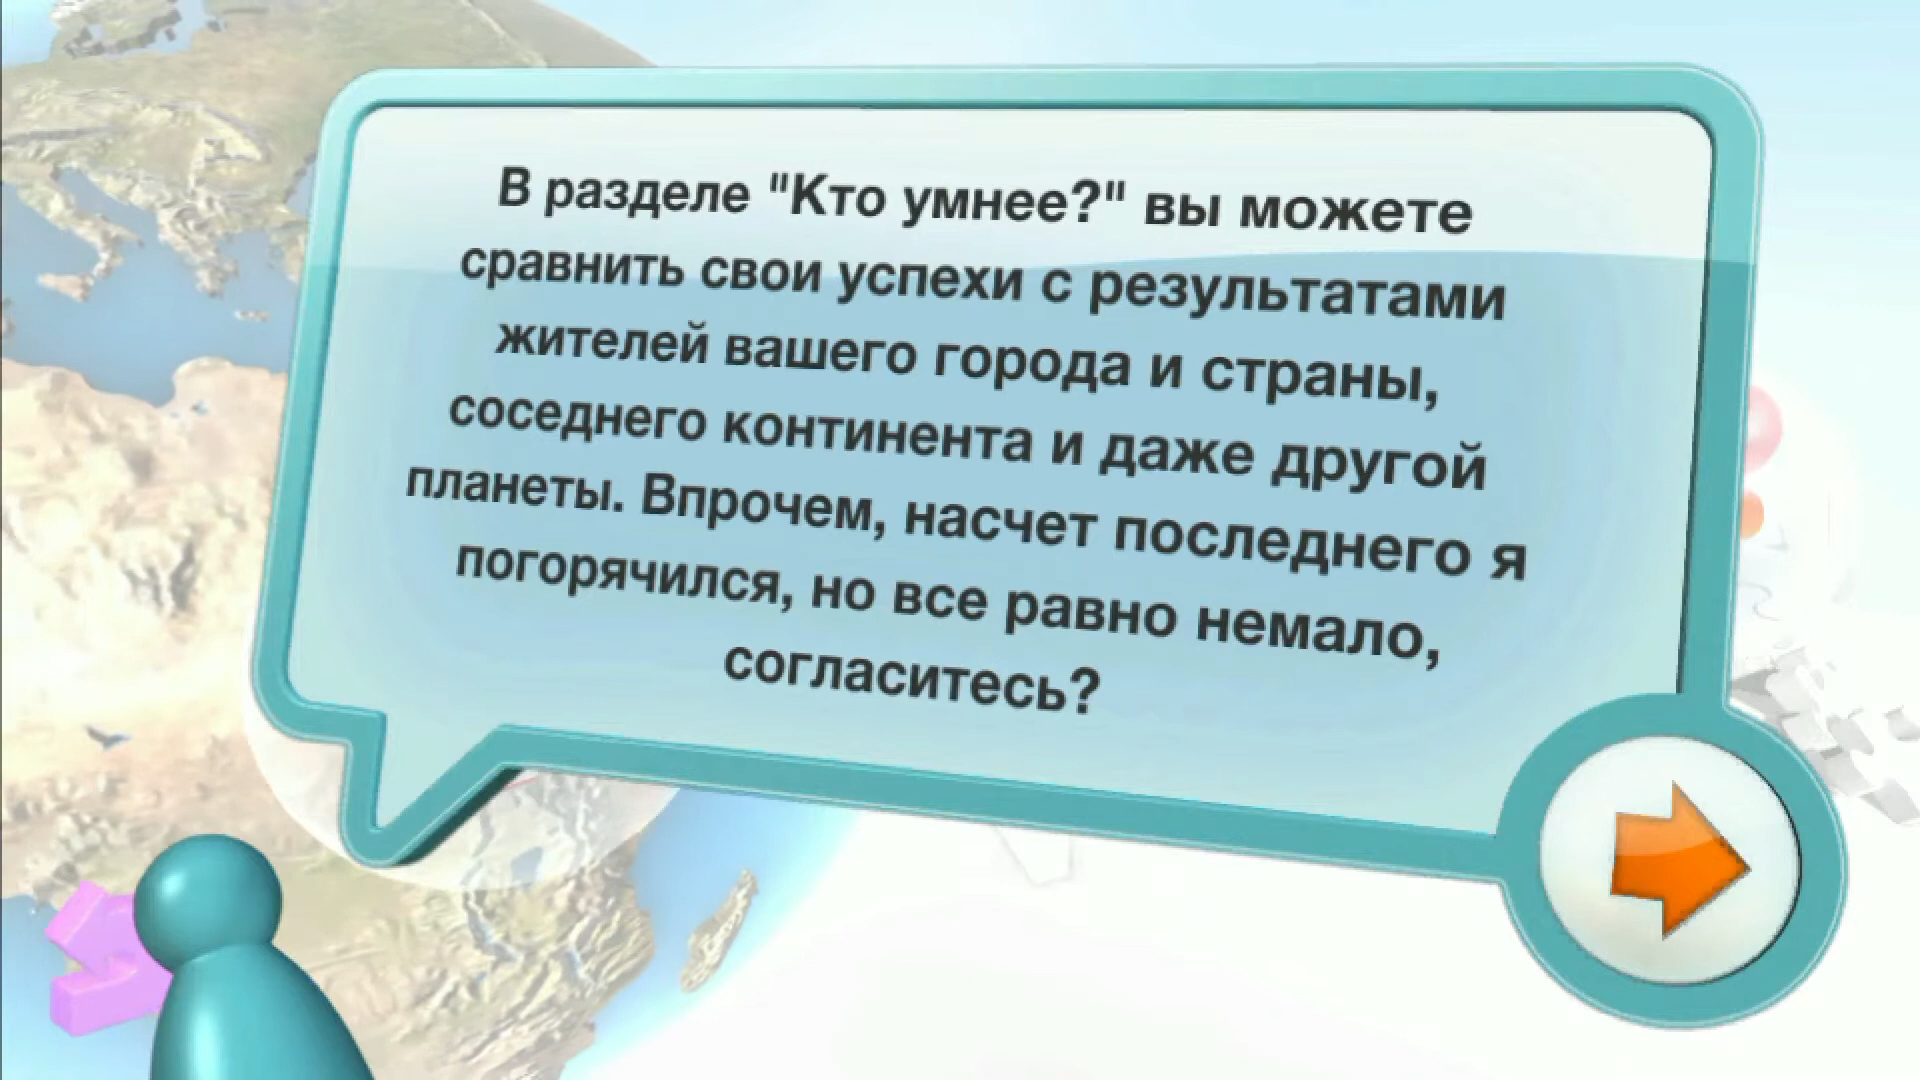 В разделе "Кто умнее?" вы можете
сравнить свои успехи с результатами
жителей вашего города и страны,
соседнего континента и даже другой
планеты. Впрочем, насчет последнего я
погорячился, но все равно немало,
согласитесь?